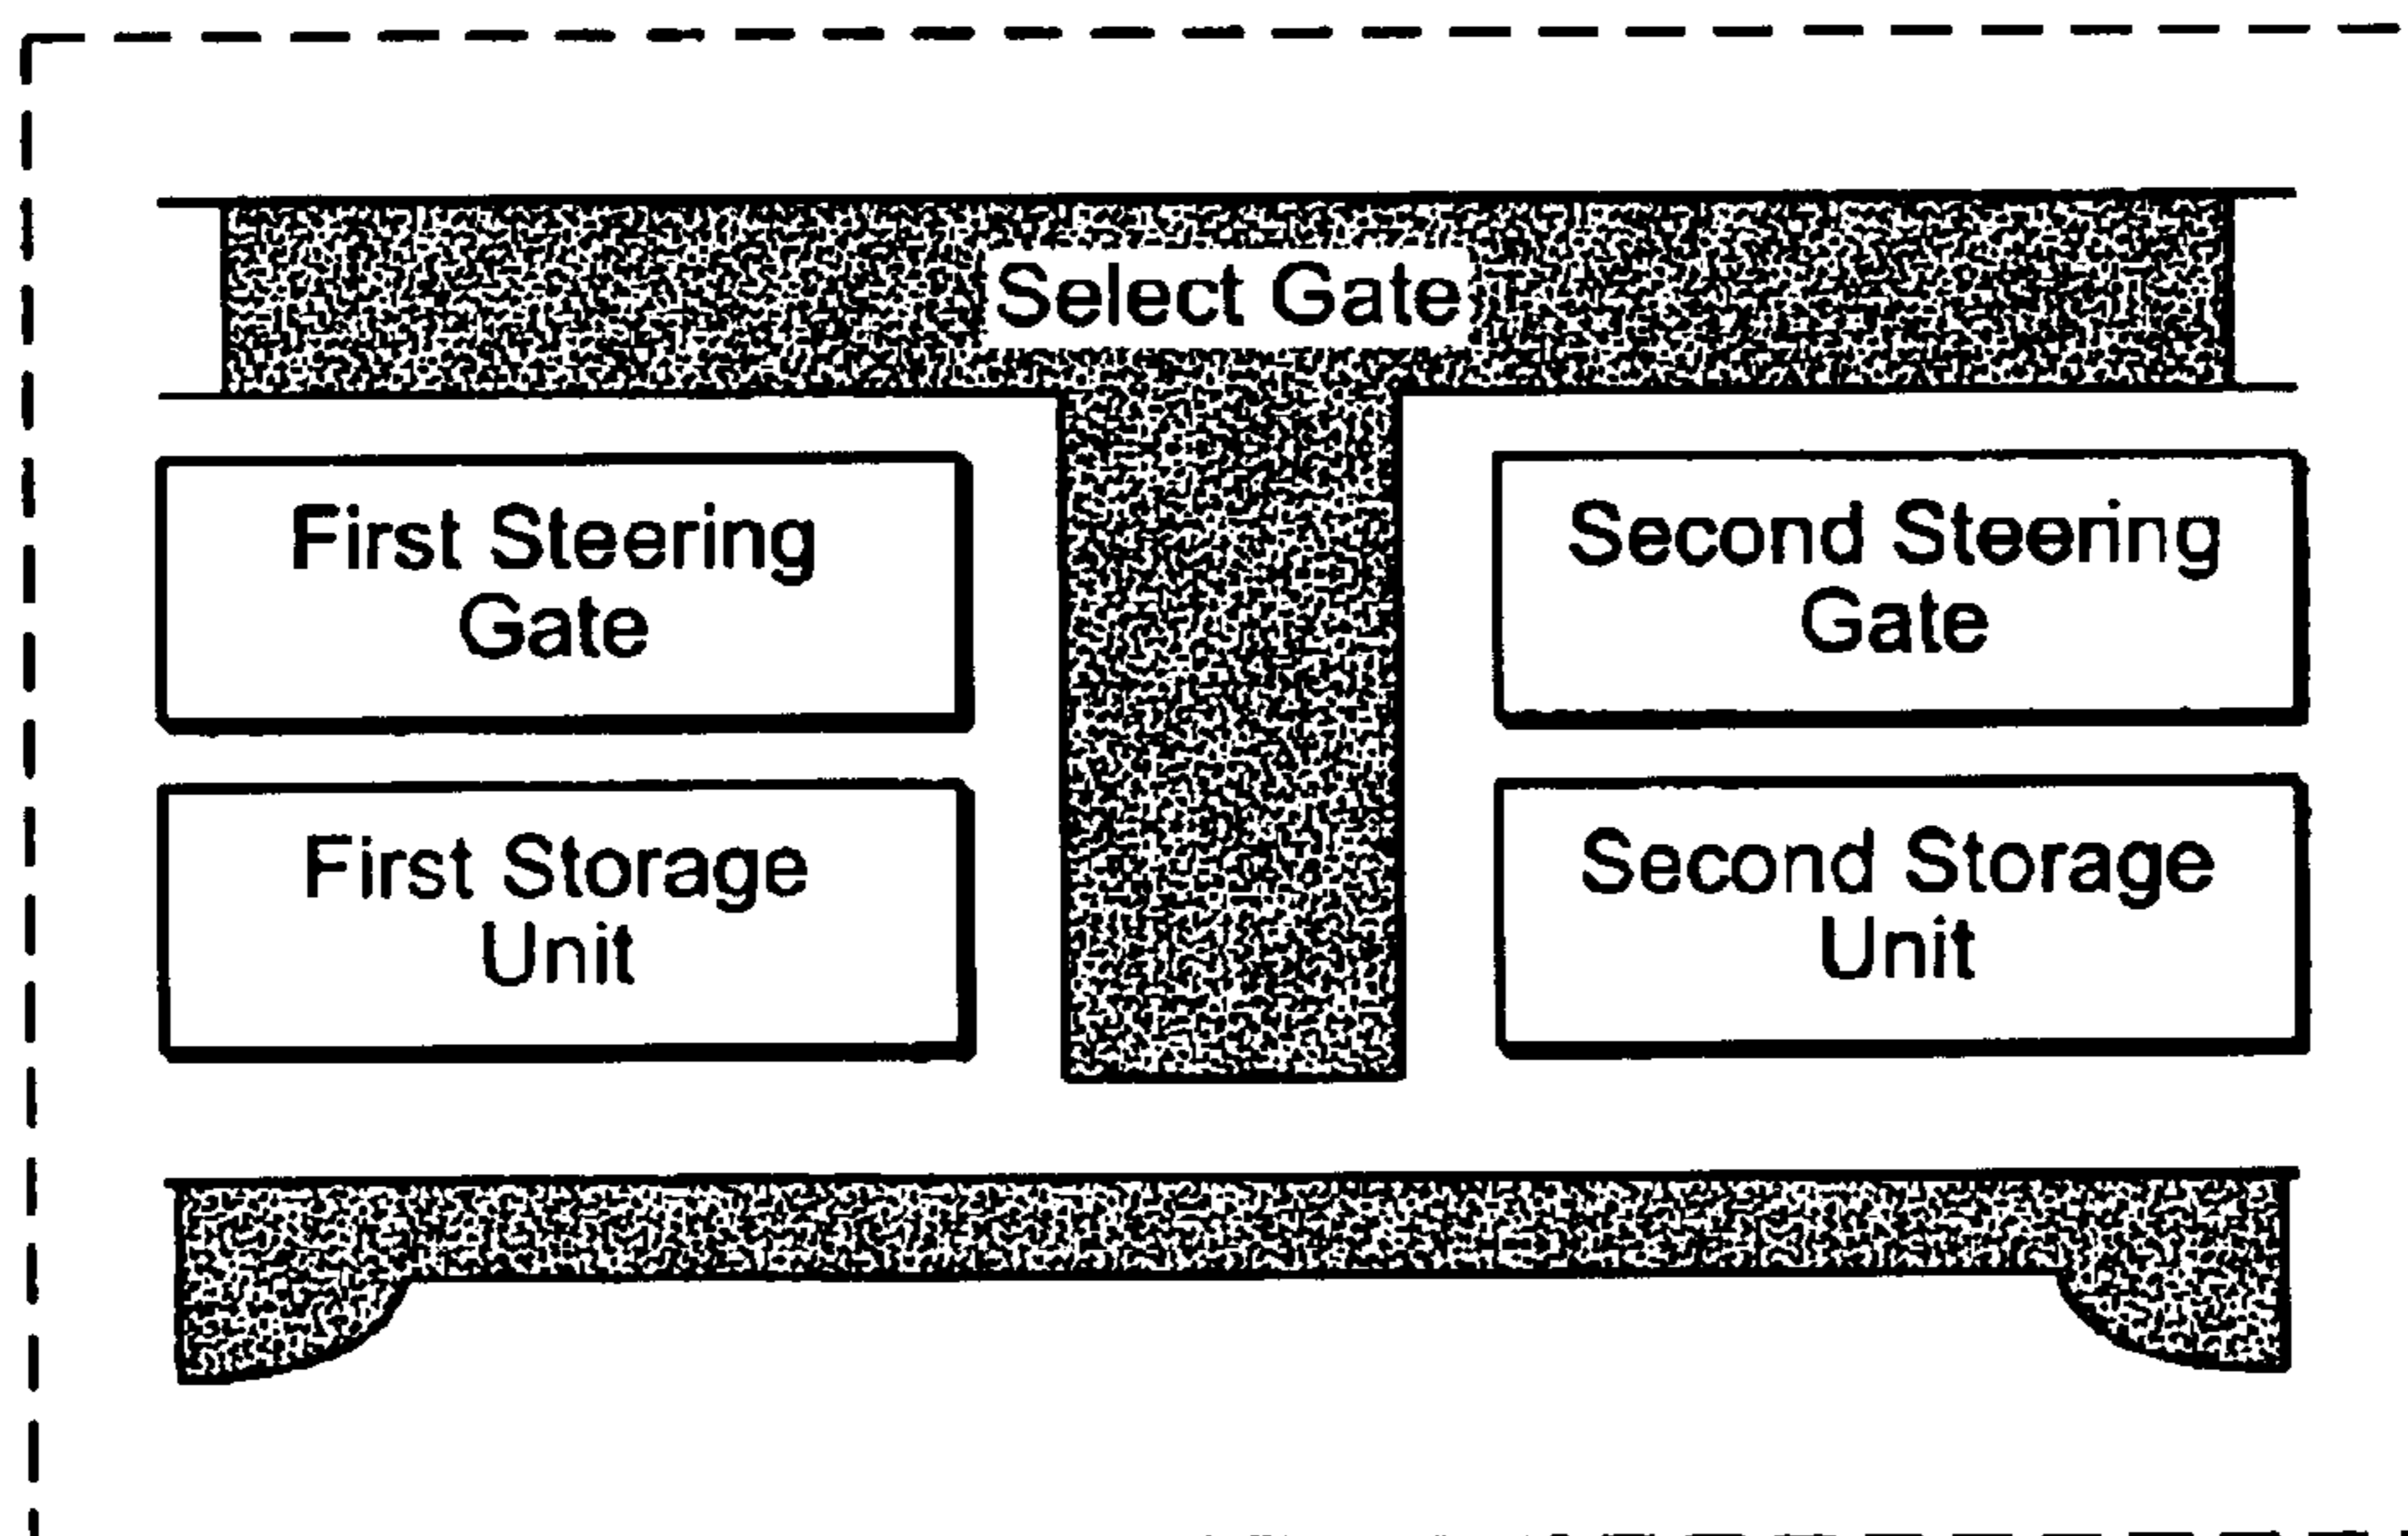 Select Gate
First Steering
Gate
Second Steering
Gate
First Storage
Unit
Second Storage
Unit